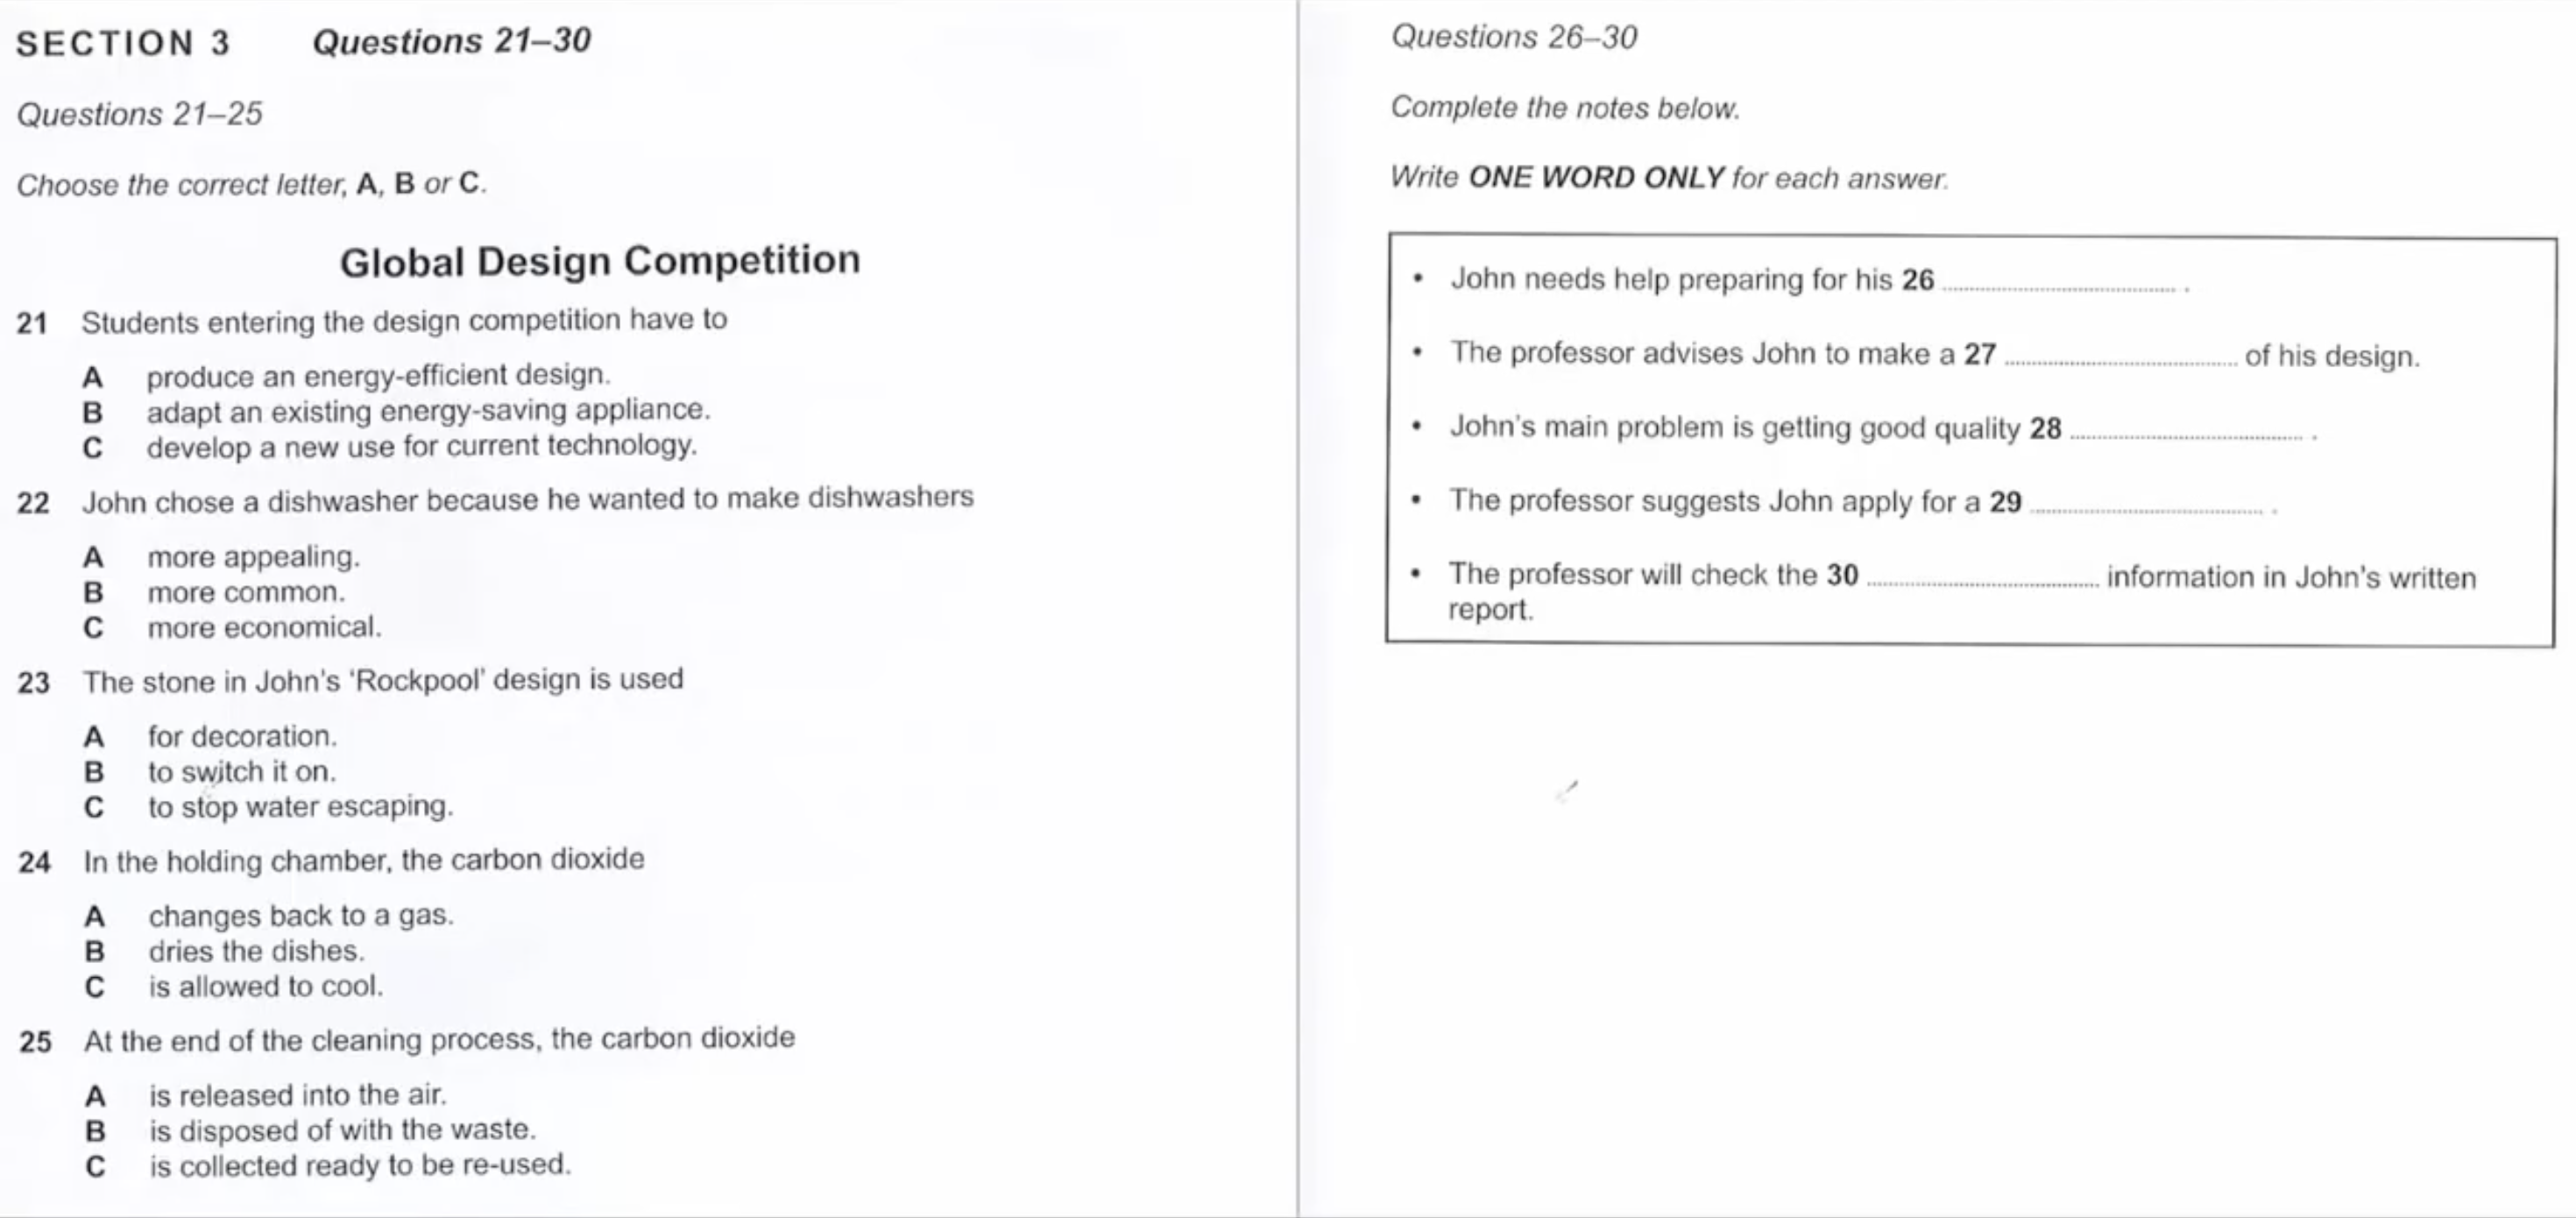 SECTION 3 Questions 21–30
Questions 21–25
Choose the correct letter, A, B or C.
Global Design Competition
21 Students entering the design competition have to
A produce an energy-efficient design.
B adapt an existing energy-saving appliance.
C develop a new use for current technology.
22 John chose a dishwasher because he wanted to make dishwashers
A more appealing.
B more common.
C more economical.
23 The stone in John's 'Rockpool' design is used
A for decoration.
B to switch it on.
C to stop water escaping.
24 In the holding chamber, the carbon dioxide
A changes back to a gas.
B dries the dishes.
C is allowed to cool.
25 At the end of the cleaning process, the carbon dioxide
A is released into the air.
B is disposed of with the waste.
C is collected ready to be re-used.
Questions 26–30
Complete the notes below.
Write ONE WORD ONLY for each answer.
• John needs help preparing for his 26 .................... .
• The professor advises John to make a 27 .................... of his design.
• John's main problem is getting good quality 28 .................... .
• The professor suggests John apply for a 29 .................... .
• The professor will check the 30 .................... information in John's written
report.